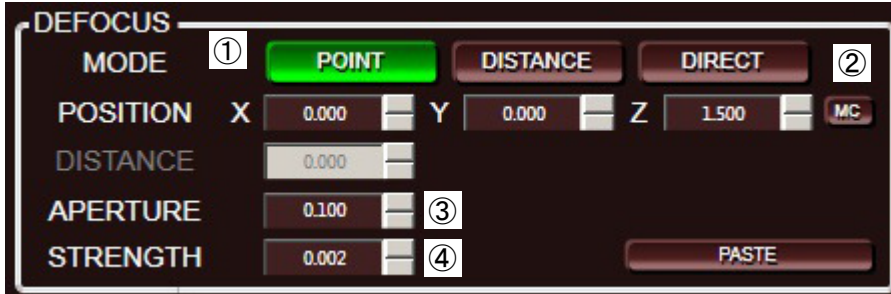 DEFOCUS
MODE ① POINT DISTANCE DIRECT ②
POSITION X 0.000 Y 0.000 Z 1.500 MC
DISTANCE 0.000
APERTURE 0.100 ③
STRENGTH 0.002 ④ PASTE